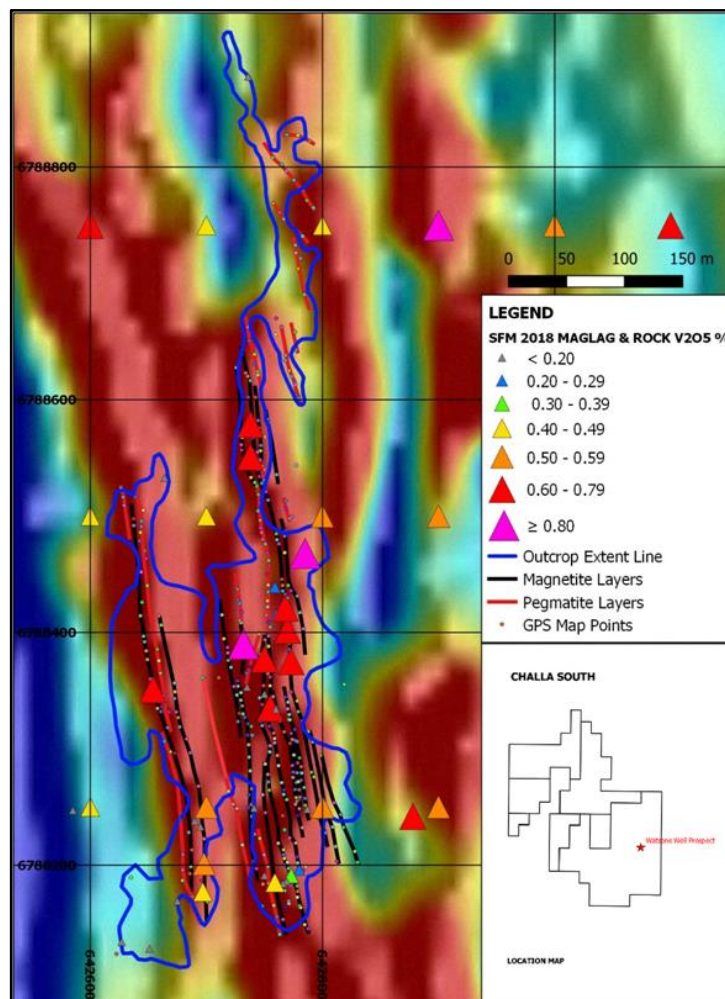 6788800
0 50 100 150 m
LEGEND
SFM 2018 MAGLAG & ROCK V2O5 %
< 0.20
0.20 - 0.29
0.30 - 0.39
0.40 - 0.49
0.50 - 0.59
0.60 - 0.79
≥ 0.80
Outcrop Extent Line
Magnetite Layers
Pegmatite Layers
GPS Map Points
6788600
6788400
6788200
CHALLA SOUTH
Watsons Well Prospect
LOCATION MAP
642600
642800